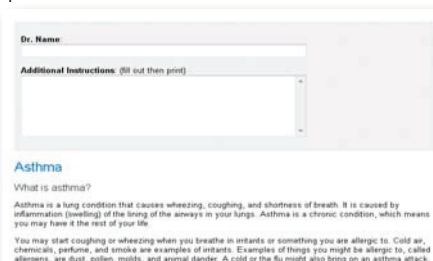 Dr. Name:
Additional Instructions: (fill out then print)
Asthma
What is asthma?
Asthma is a lung condition that causes wheezing, coughing, and shortness of breath. It is caused by
inflammation (swelling) of the lining of the airways in your lungs. Asthma is a chronic condition, which means
you may have it the rest of your life.
You may start coughing or wheezing when you breathe in irritants or something you are allergic to. Cold air,
chemicals, perfume, and smoke are examples of irritants. Examples of things you might be allergic to, called
allergens, are dust, pollen, molds, and animal dander. A cold or the flu might also bring on an asthma attack.